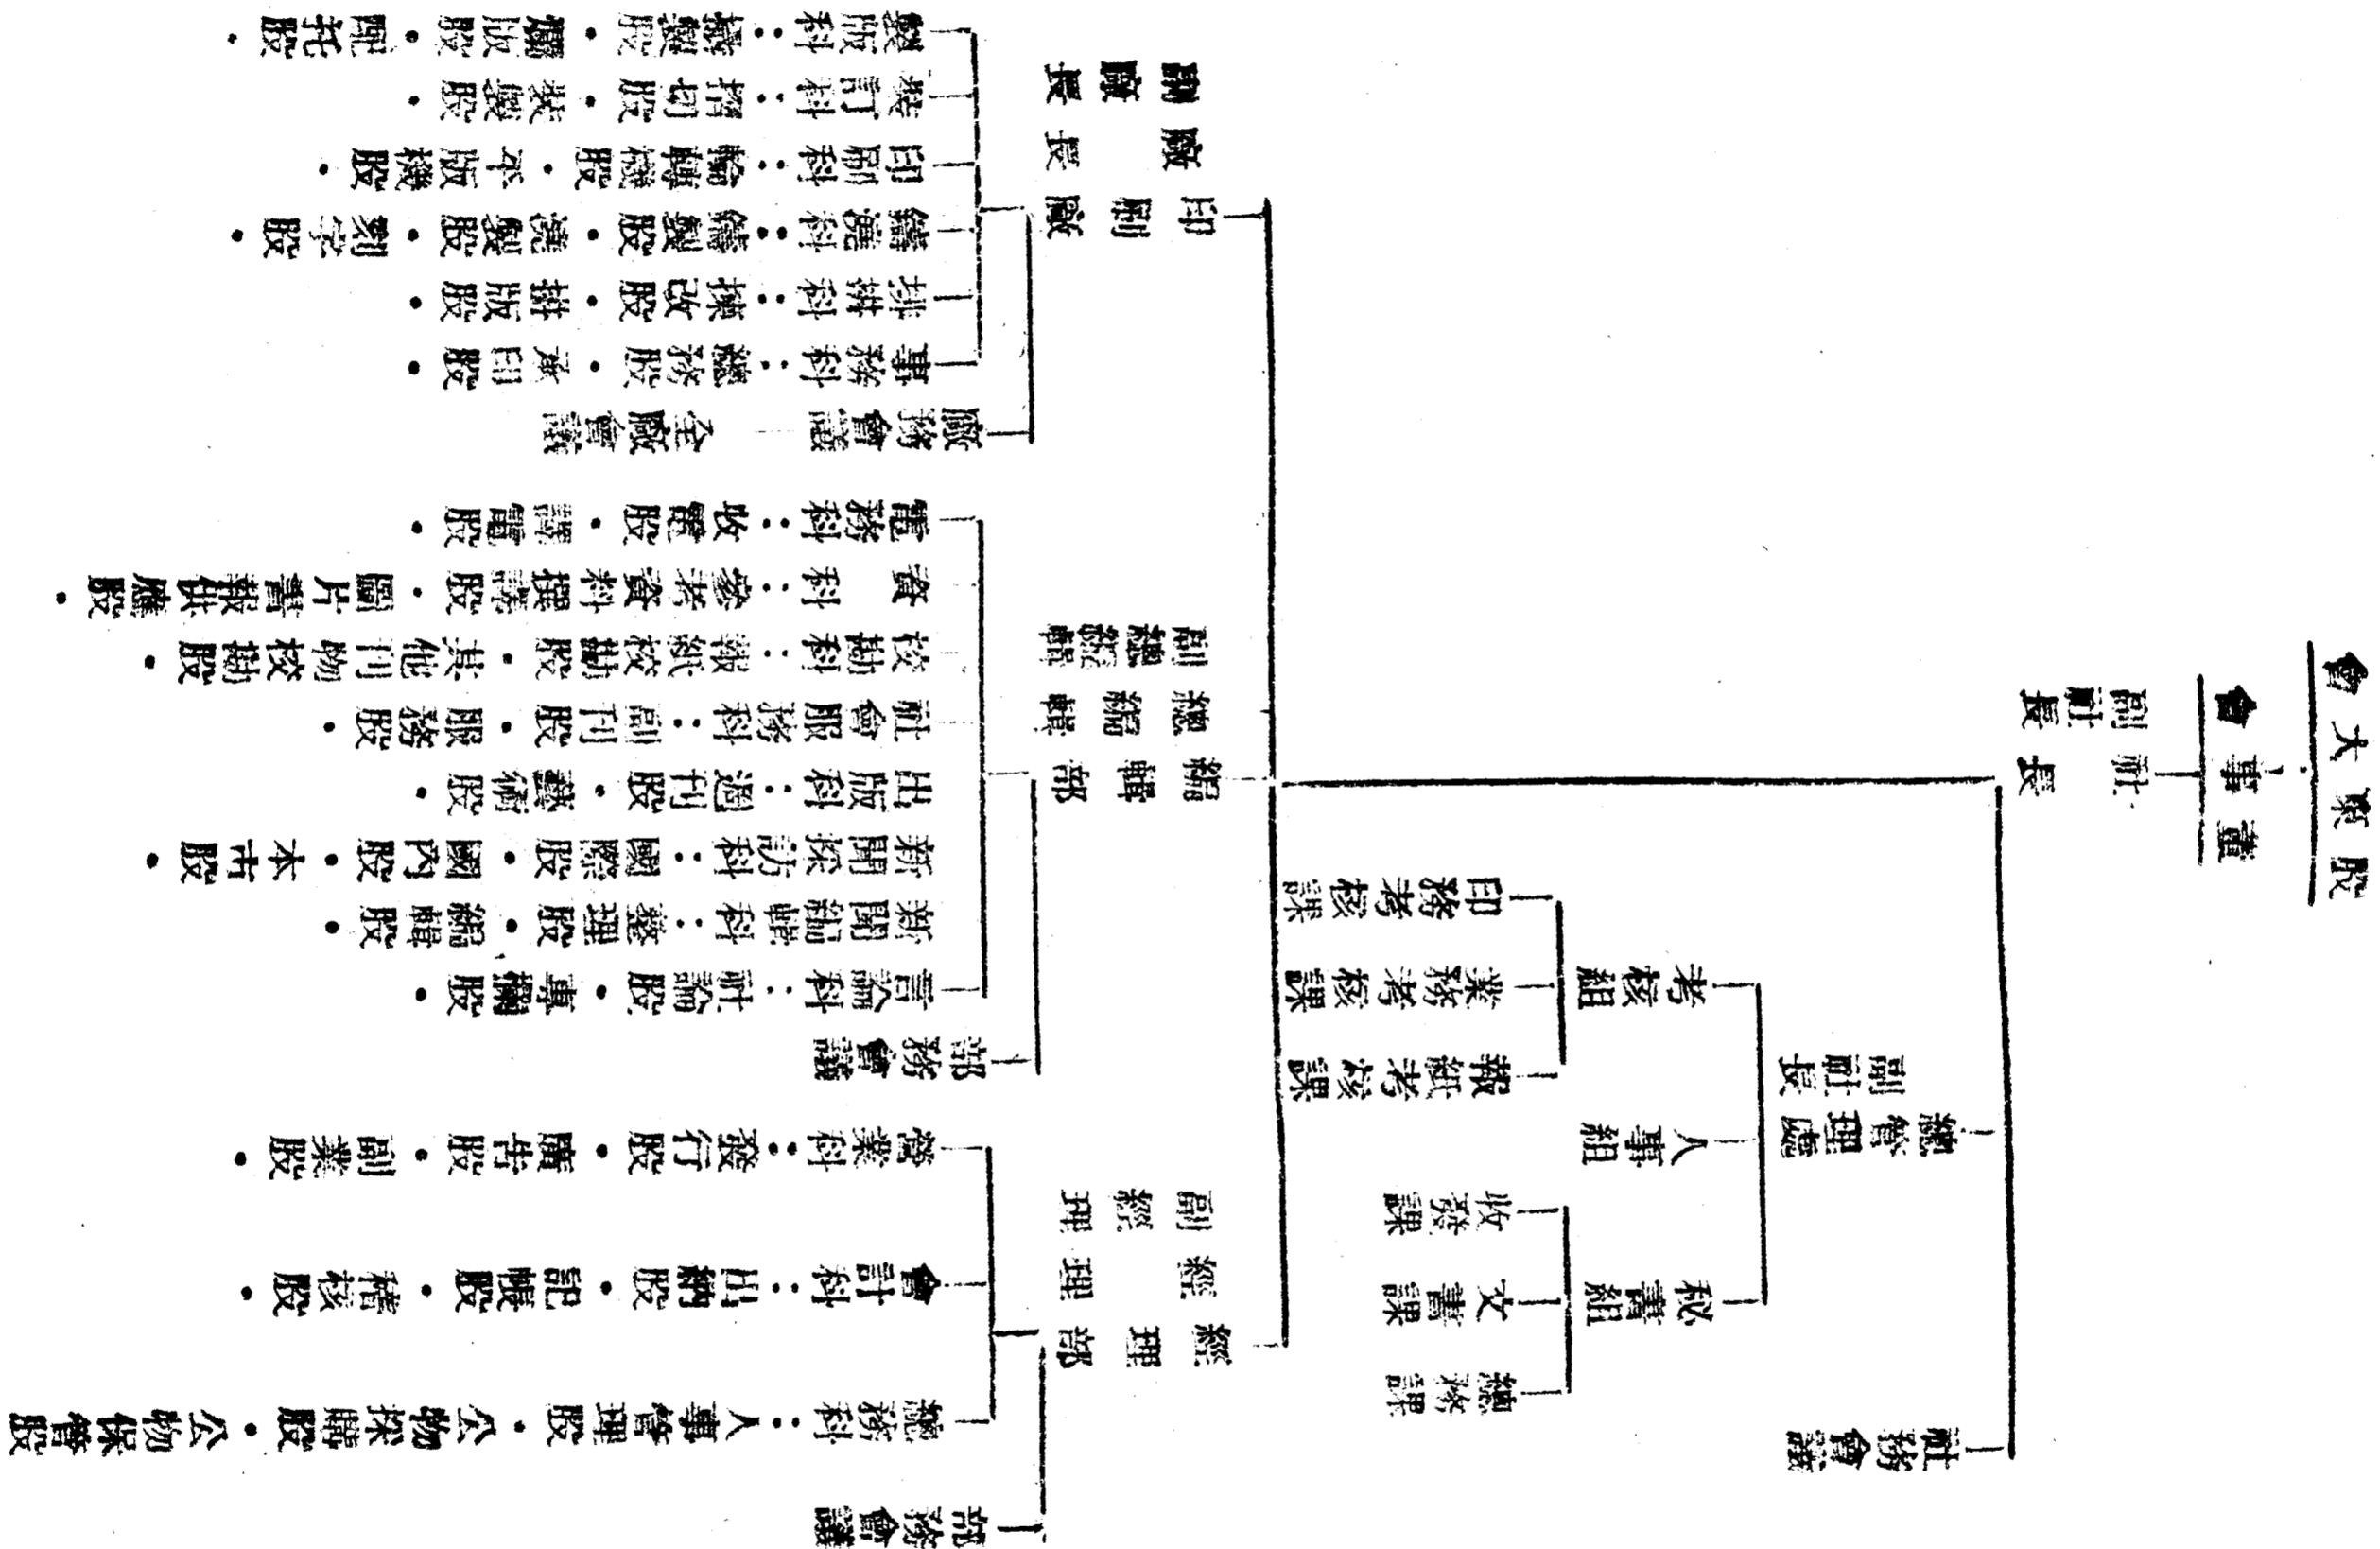 股東大會
董事會
社長
副社長
社務會議
總管理處
副社長
秘書組
總務課
文書課
收發課
人事組
考核組
報紙考核課
業務考核課
印務考核課
經理部
經理
副經理
部務會議
總務科：人事管理股・公物採購股・公物保管股
會計科：出納股・記帳股・稽核股・
營業科：發行股・廣告股・副業股・
編輯部
總編輯
副總編輯
部務會議
言論科：社論股・專欄股・
新聞編輯科：整理股・編輯股・
新聞採訪科：國際股・國內股・本市股・
出版科：週刊股・藝術股・
社會服務科：副刊股・服務股・
校勘科：報紙校勘股・其他刊物校勘股・
資　科：參考資料撰譯股・圖片書報供應股・
電務科：收電股・譯電股・
印刷廠
廠長
副廠長
廠務會議　全廠會議
事務科：總務股・承印股・
排拼科：揀改股・拼版股・
鑄澆科：鑄製股・澆製股・刻字股・
印刷科：輪轉機股・平版機股・
裝訂科：摺切股・裝製股・
製版科：攝製股・版股・股・